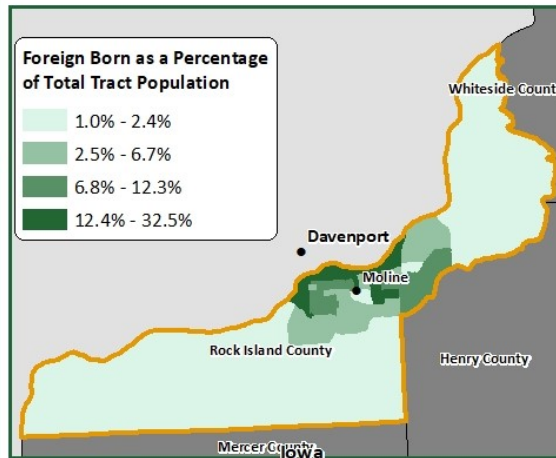 Foreign Born as a Percentage
of Total Tract Population
1.0% - 2.4%
2.5% - 6.7%
6.8% - 12.3%
12.4% - 32.5%
Whiteside Count
Davenport
Moline
Rock Island County
Henry County
Mercer County
Iowa